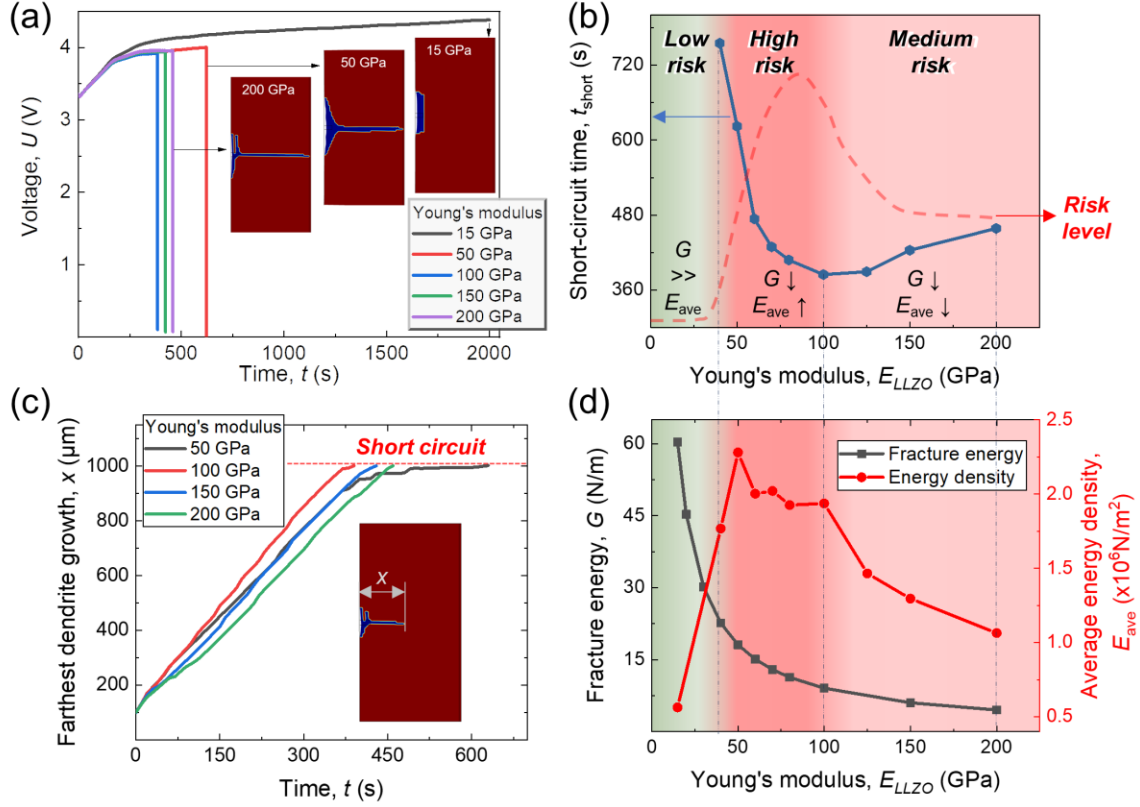 (a)
Voltage, U (V)
6
4
3
2
1
0
500
1000
1500
2000
Time, t (s)
200 GPa
50 GPa
15 GPa
Young's modulus
15 GPa
50 GPa
100 GPa
150 GPa
200 GPa
(b)
Short-circuit time, tshort (s)
720
600
480
360
Low
risk
High
risk
Medium
risk
Risk
level
G
>>
Eave
G ↓
Eave ↑
G ↓
Eave ↓
0
50
100
150
200
Young's modulus, ELLZO (GPa)
(c)
Farthest dendrite growth, x (μm)
1000
800
600
400
200
Young's modulus
50 GPa
100 GPa
150 GPa
200 GPa
Short circuit
x
0
150
300
450
600
Time, t (s)
(d)
Fracture energy, G (N/m)
60
45
30
15
Fracture energy
Energy density
2.5
2.0
1.5
1.0
0.5
Average energy density,
Eave (x10⁶N/m²)
0
50
100
150
200
Young's modulus, ELLZO (GPa)